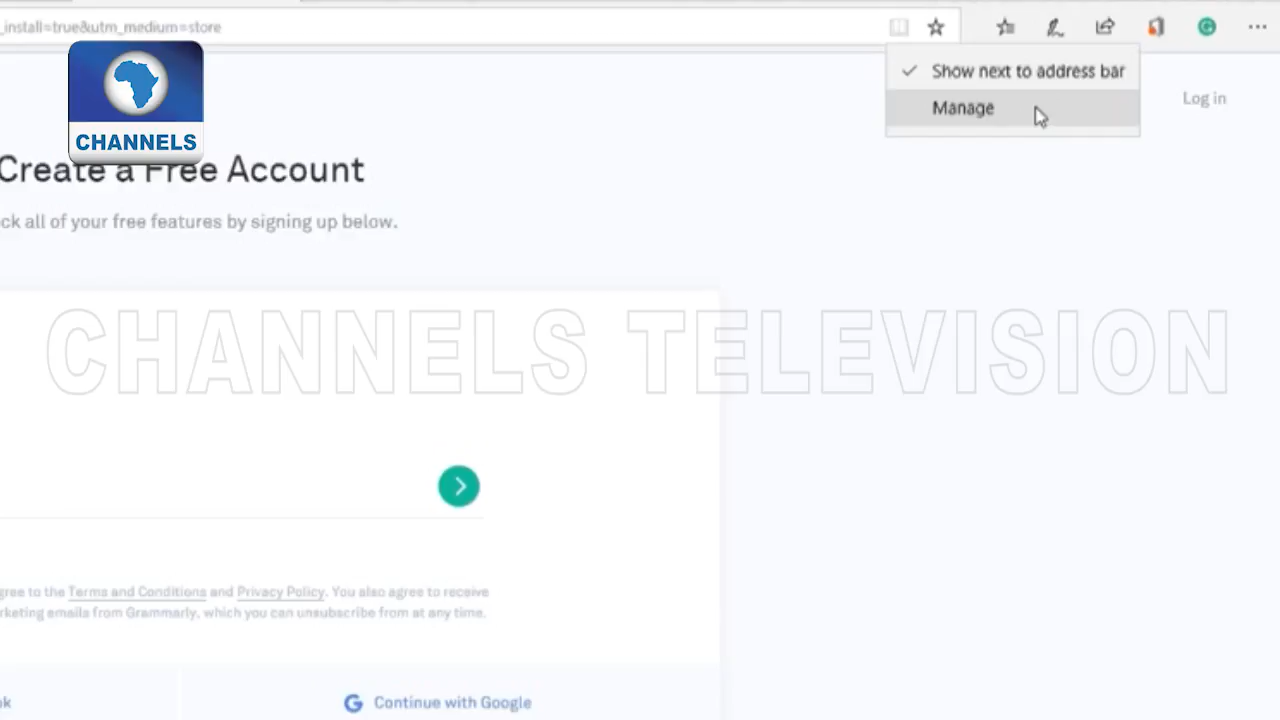 _install=true&utm_medium=store
Show next to address bar
Manage
Log in
CHANNELS
Create a Free Account
ck all of your free features by signing up below.
CHANNELS TELEVISION
gree to the Terms and Conditions and Privacy Policy. You also agree to receive
rketing emails from Grammarly, which you can unsubscribe from at any time.
ok
G Continue with Google